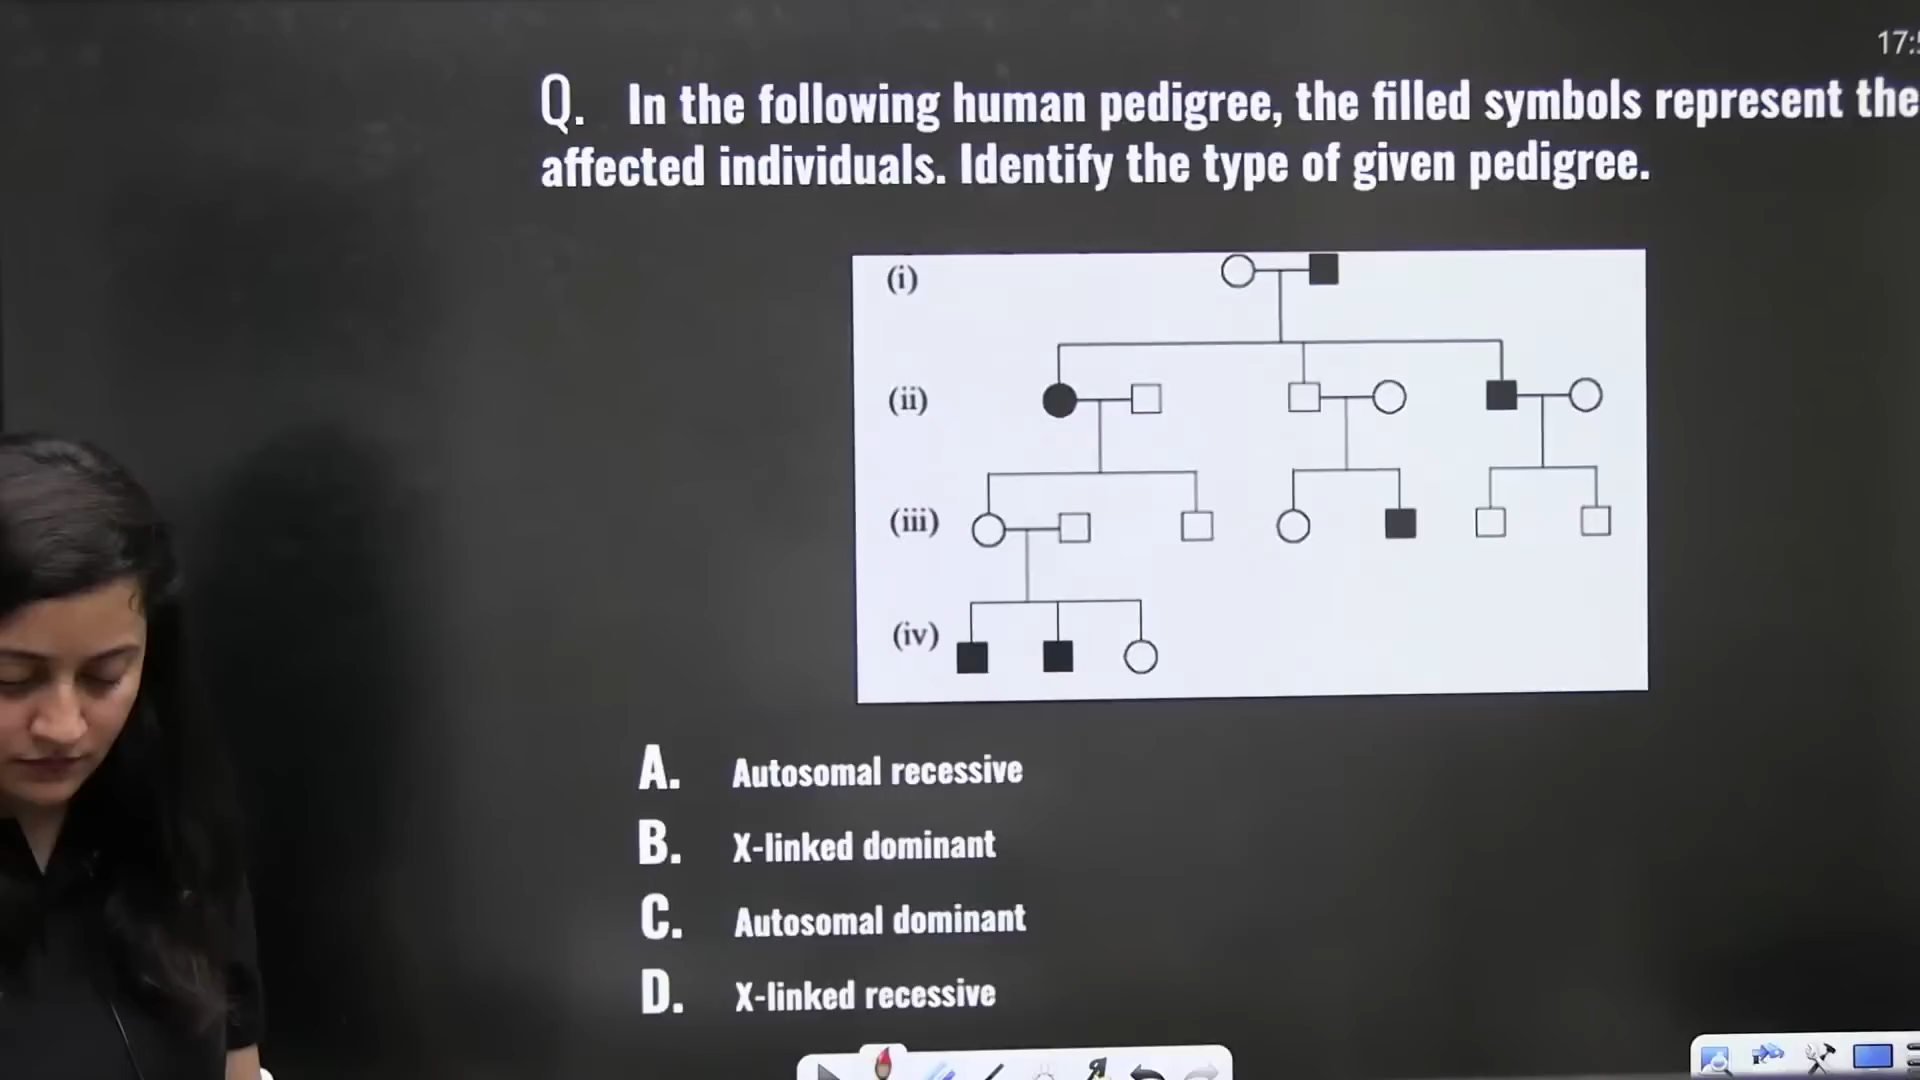 17:5
Q. In the following human pedigree, the filled symbols represent the
affected individuals. Identify the type of given pedigree.
(i)
(ii)
(iii)
(iv)
A. Autosomal recessive
B. X-linked dominant
C. Autosomal dominant
D. X-linked recessive